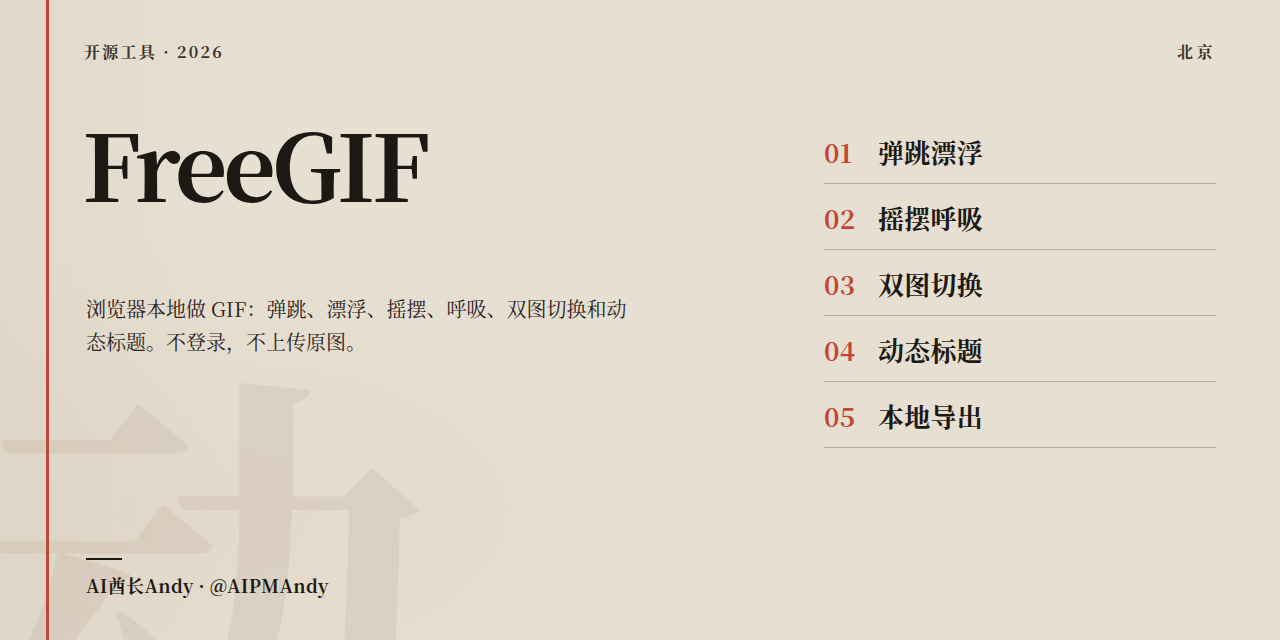 开源工具 · 2026
北京
FreeGIF
浏览器本地做 GIF：弹跳、漂浮、摇摆、呼吸、双图切换和动
态标题。不登录，不上传原图。
01 弹跳漂浮
02 摇摆呼吸
03 双图切换
04 动态标题
05 本地导出
动
AI酋长Andy · @AIPMAndy